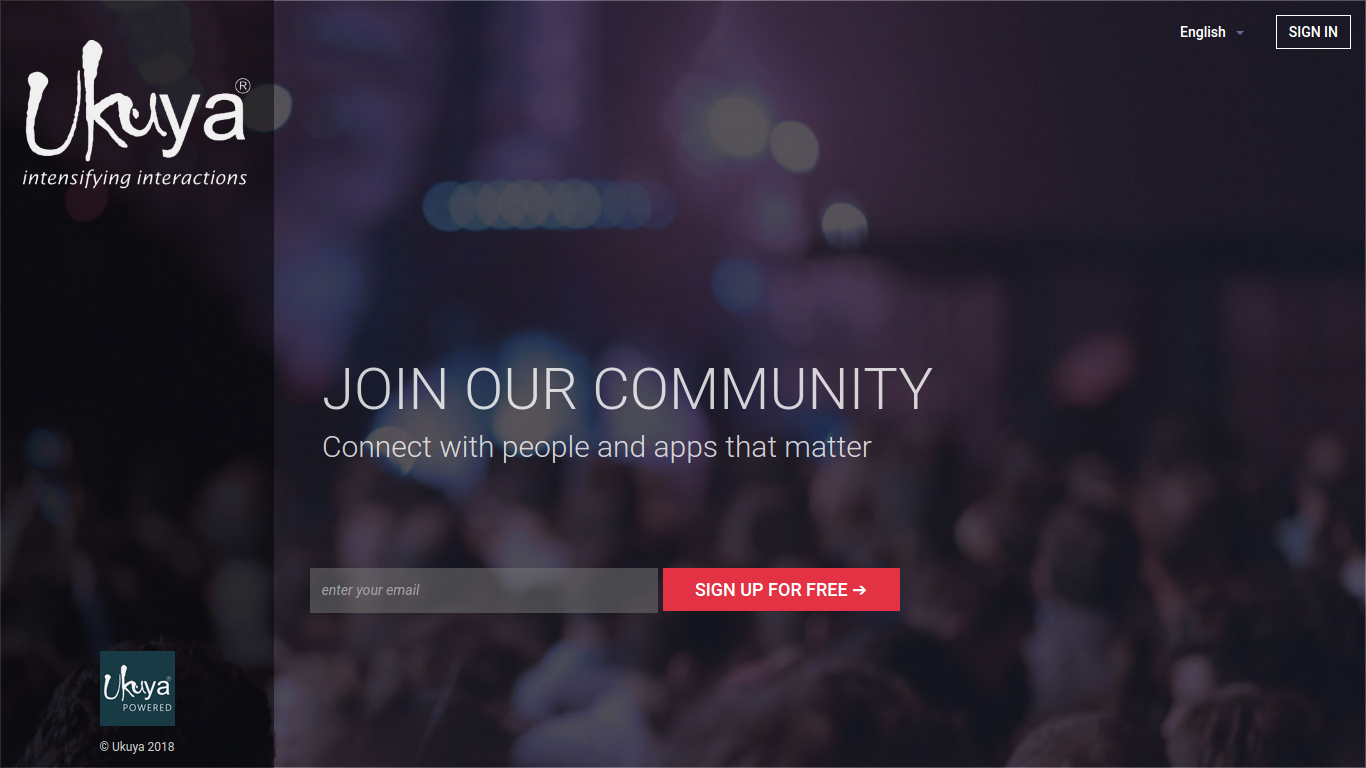 English
SIGN IN
Ukuya®
intensifying interactions
JOIN OUR COMMUNITY
Connect with people and apps that matter
enter your email
SIGN UP FOR FREE ➔
Ukuya®
POWERED
© Ukuya 2018